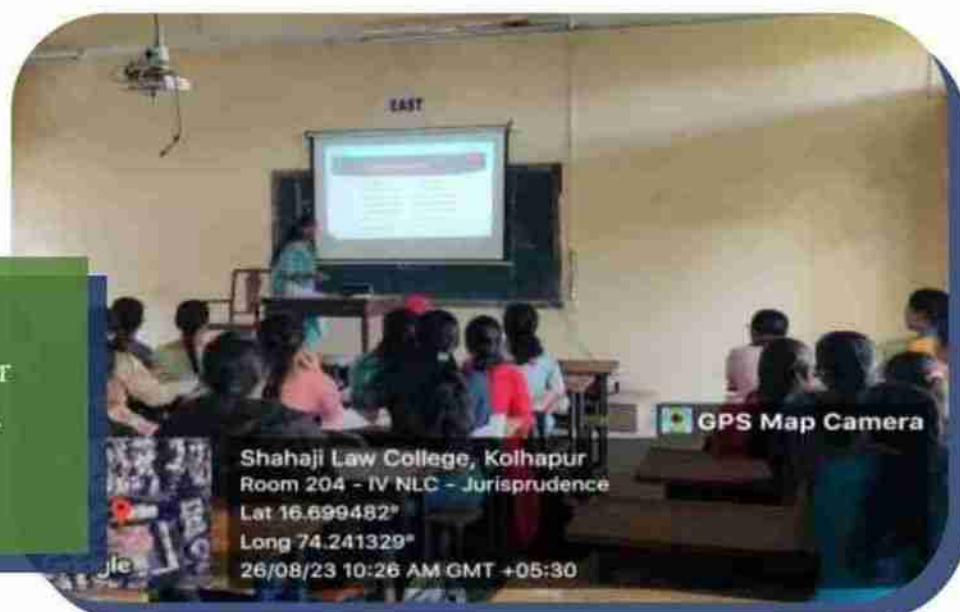 EAST
r
GPS Map Camera
Shahaji Law College, Kolhapur
Room 204 - IV NLC - Jurisprudence
Lat 16.699482°
Long 74.241329°
gle
26/08/23 10:26 AM GMT +05:30